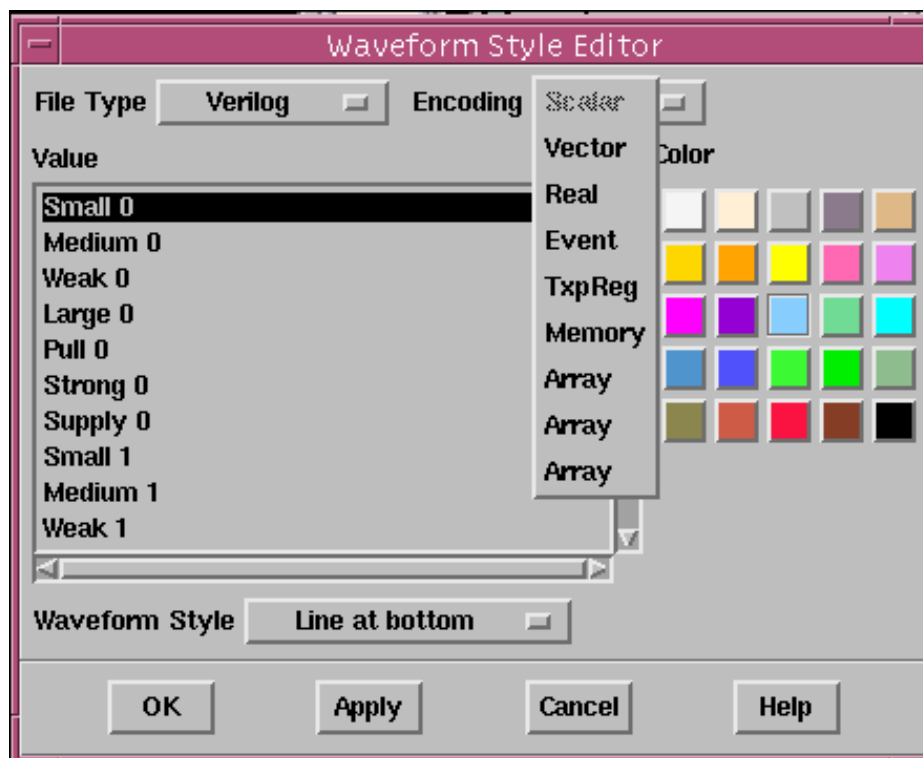 Waveform Style Editor
File Type Verilog Encoding Scalar
Vector
Real
Event
TxpReg
Memory
Array
Array
Array
Value
Color
Small 0
Medium 0
Weak 0
Large 0
Pull 0
Strong 0
Supply 0
Small 1
Medium 1
Weak 1
Waveform Style Line at bottom
OK Apply Cancel Help